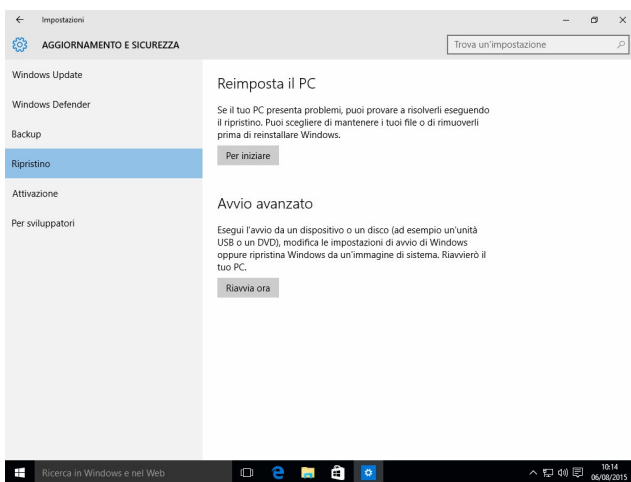 Impostazioni
AGGIORNAMENTO E SICUREZZA
Trova un'impostazione
Windows Update
Windows Defender
Backup
Ripristino
Attivazione
Per sviluppatori
Reimposta il PC
Se il tuo PC presenta problemi, puoi provare a risolverli eseguendo
il ripristino. Puoi scegliere di mantenere i tuoi file o di rimuoverli
prima di reinstallare Windows.
Per iniziare
Avvio avanzato
Esegui l'avvio da un dispositivo o un disco (ad esempio un'unità
USB o un DVD), modifica le impostazioni di avvio di Windows
oppure ripristina Windows da un'immagine di sistema. Riavvierò il
tuo PC.
Riavvia ora
Ricerca in Windows e nel Web
10:14
06/08/2015